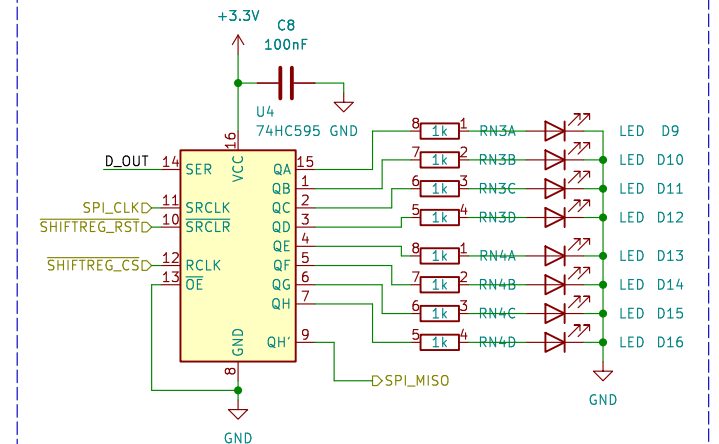 +3.3V
C8
100nF
GND
U4
74HC595
16
VCC
D_OUT
14
SER
SPI_CLK
11
SRCLK
SHIFTREG_RST
10
SRCLR
SHIFTREG_CS
12
RCLK
13
OE
GND
8
GND
QA
15
QB
1
QC
2
QD
3
QE
4
QF
5
QG
6
QH
7
QH'
9
SPI_MISO
8 1k 1 RN3A LED D9
7 1k 2 RN3B LED D10
6 1k 3 RN3C LED D11
5 1k 4 RN3D LED D12
8 1k 1 RN4A LED D13
7 1k 2 RN4B LED D14
6 1k 3 RN4C LED D15
5 1k 4 RN4D LED D16
GND